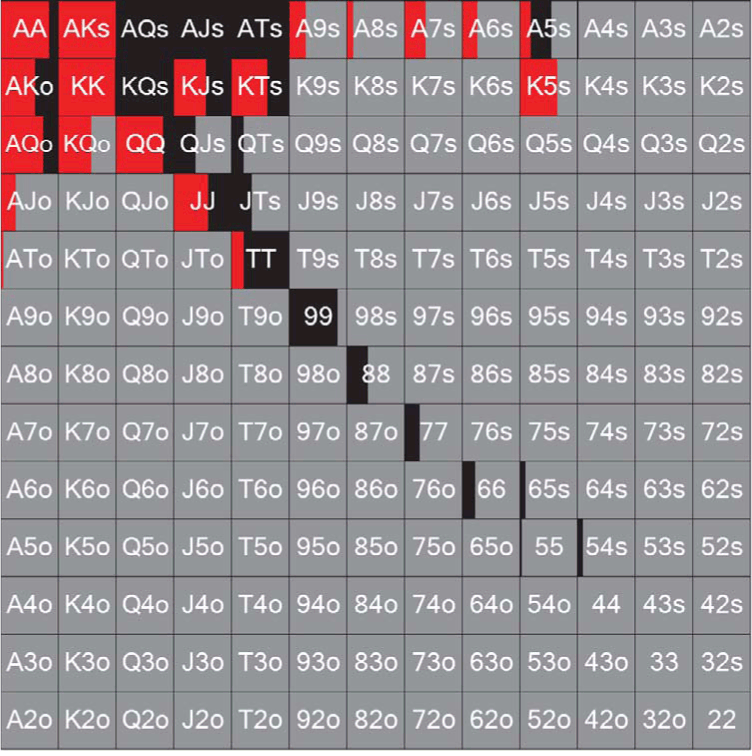 AA AKs AQs AJs ATs A9s A8s A7s A6s A5s A4s A3s A2s
AKo KK KQs KJs KTs K9s K8s K7s K6s K5s K4s K3s K2s
AQo KQo QQ QJs QTs Q9s Q8s Q7s Q6s Q5s Q4s Q3s Q2s
AJo KJo QJo JJ JTs J9s J8s J7s J6s J5s J4s J3s J2s
ATo KTo QTo JTo TT T9s T8s T7s T6s T5s T4s T3s T2s
A9o K9o Q9o J9o T9o 99 98s 97s 96s 95s 94s 93s 92s
A8o K8o Q8o J8o T8o 98o 88 87s 86s 85s 84s 83s 82s
A7o K7o Q7o J7o T7o 97o 87o 77 76s 75s 74s 73s 72s
A6o K6o Q6o J6o T6o 96o 86o 76o 66 65s 64s 63s 62s
A5o K5o Q5o J5o T5o 95o 85o 75o 65o 55 54s 53s 52s
A4o K4o Q4o J4o T4o 94o 84o 74o 64o 54o 44 43s 42s
A3o K3o Q3o J3o T3o 93o 83o 73o 63o 53o 43o 33 32s
A2o K2o Q2o J2o T2o 92o 82o 72o 62o 52o 42o 32o 22